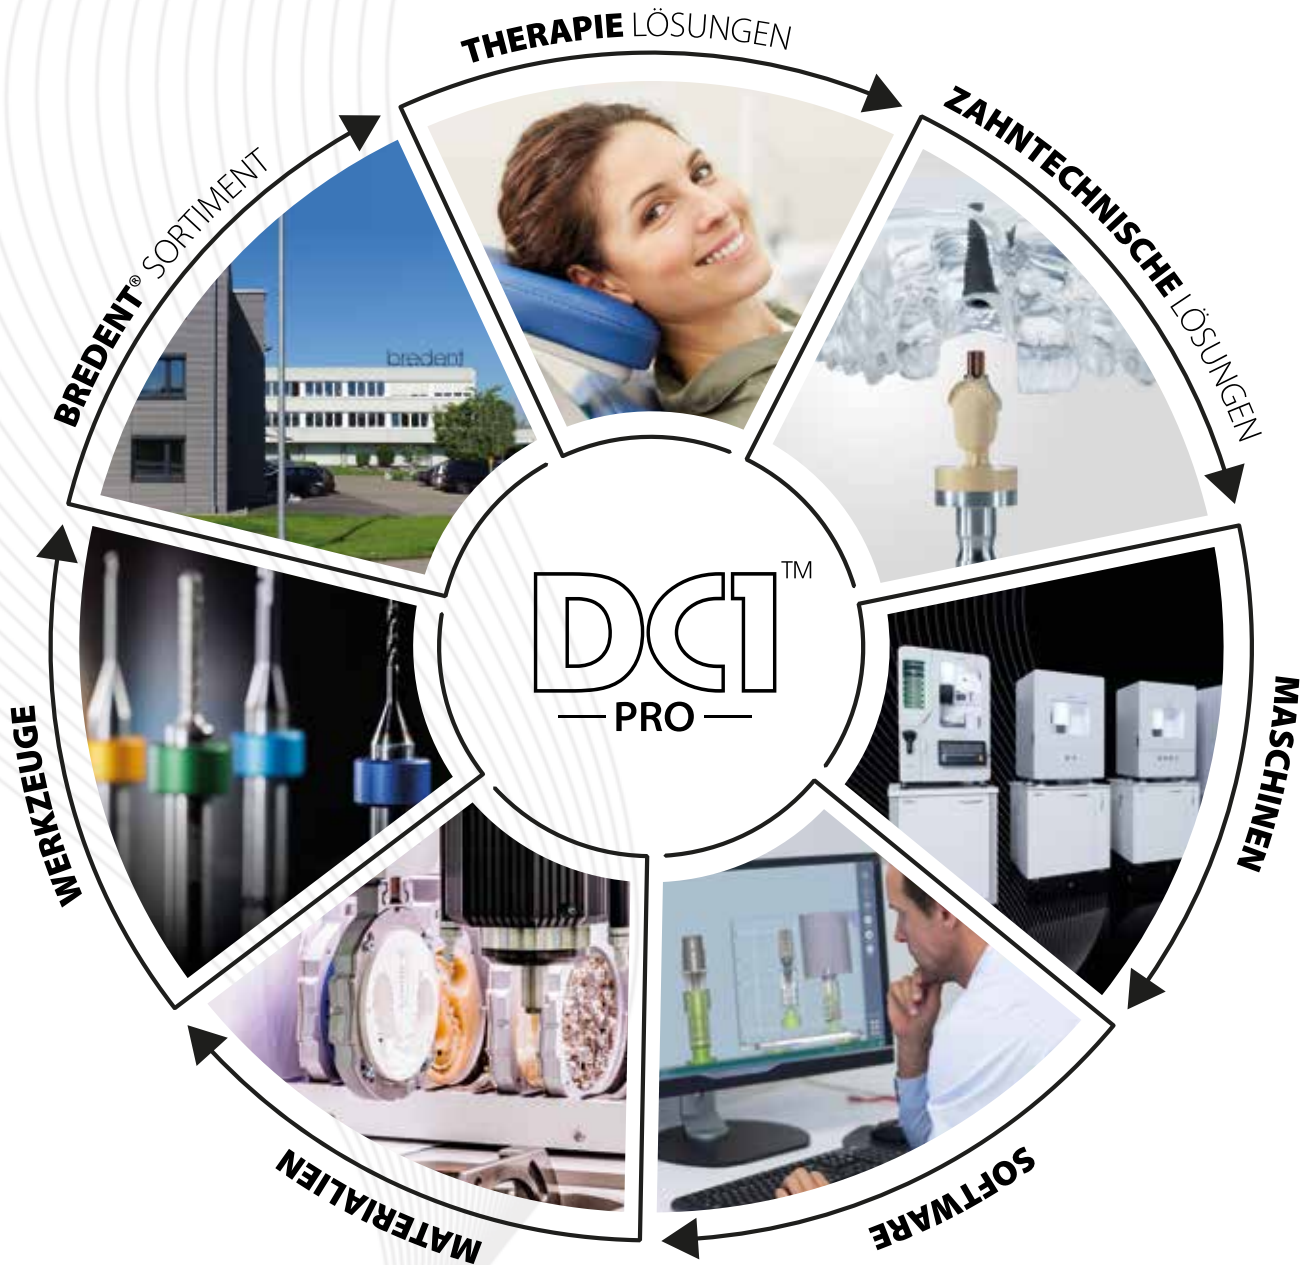 THERAPIE LÖSUNGEN
ZAHNTECHNISCHE LÖSUNGEN
MASCHINEN
SOFTWARE
MATERIALIEN
WERKZEUGE
BREDENT® SORTIMENT
bredent
DC1™
PRO